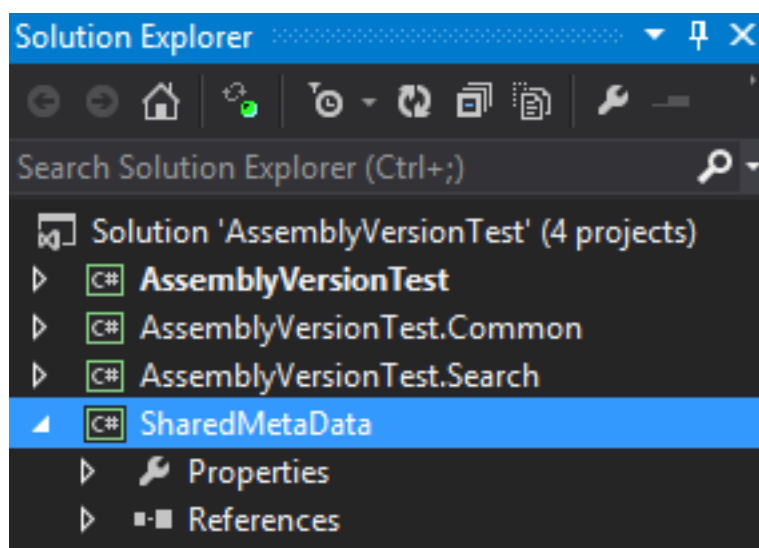 Solution Explorer
Search Solution Explorer (Ctrl+;)
Solution 'AssemblyVersionTest' (4 projects)
C# AssemblyVersionTest
C# AssemblyVersionTest.Common
C# AssemblyVersionTest.Search
C# SharedMetaData
Properties
References